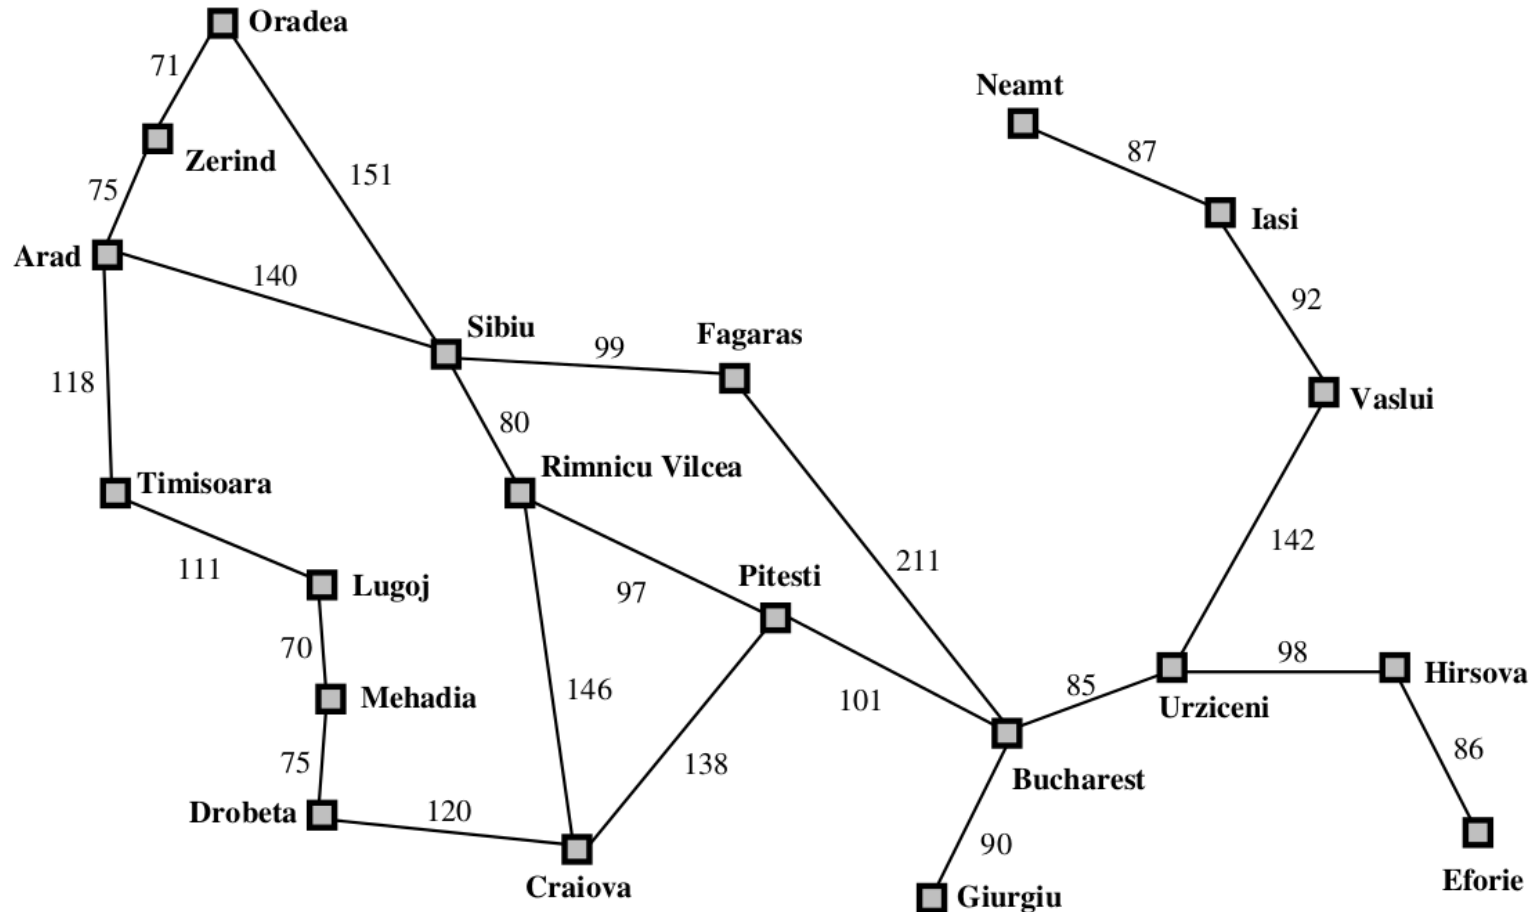 Oradea
71
Neamt
87
Zerind
151
75
Iasi
Arad
140
92
Sibiu
Fagaras
99
118
Vaslui
80
Rimnicu Vilcea
Timisoara
142
211
111
Pitesti
Lugoj
97
70
98
Hirsova
85
146
Mehadia
101
Urziceni
86
75
138
Bucharest
Drobeta
120
90
Craiova
Eforie
Giurgiu